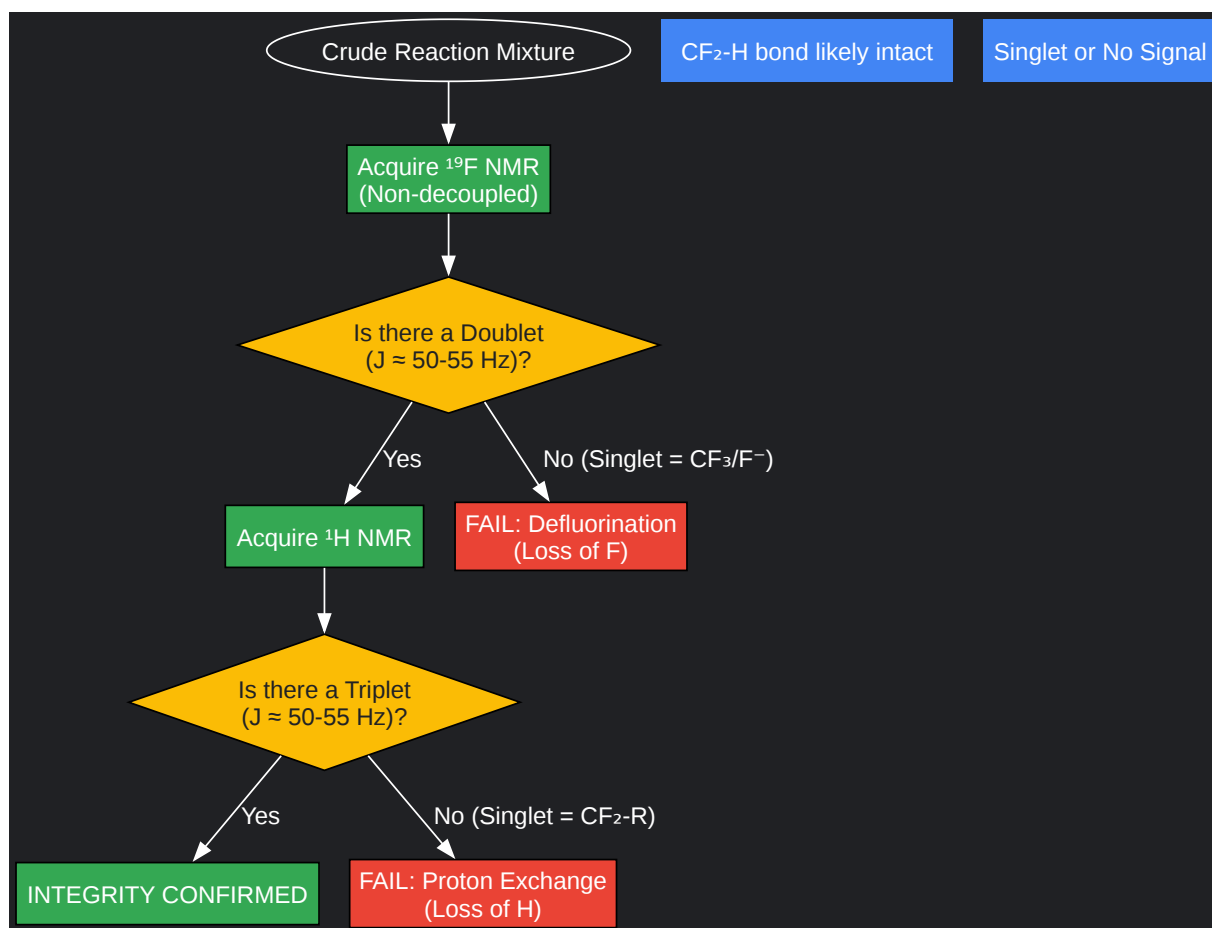 Crude Reaction Mixture
CF₂-H bond likely intact
Singlet or No Signal
Acquire ¹⁹F NMR
(Non-decoupled)
Is there a Doublet
(J ≈ 50-55 Hz)?
Yes
No (Singlet = CF₃/F⁻)
Acquire ¹H NMR
FAIL: Defluorination
(Loss of F)
Is there a Triplet
(J ≈ 50-55 Hz)?
Yes
No (Singlet = CF₂-R)
INTEGRITY CONFIRMED
FAIL: Proton Exchange
(Loss of H)